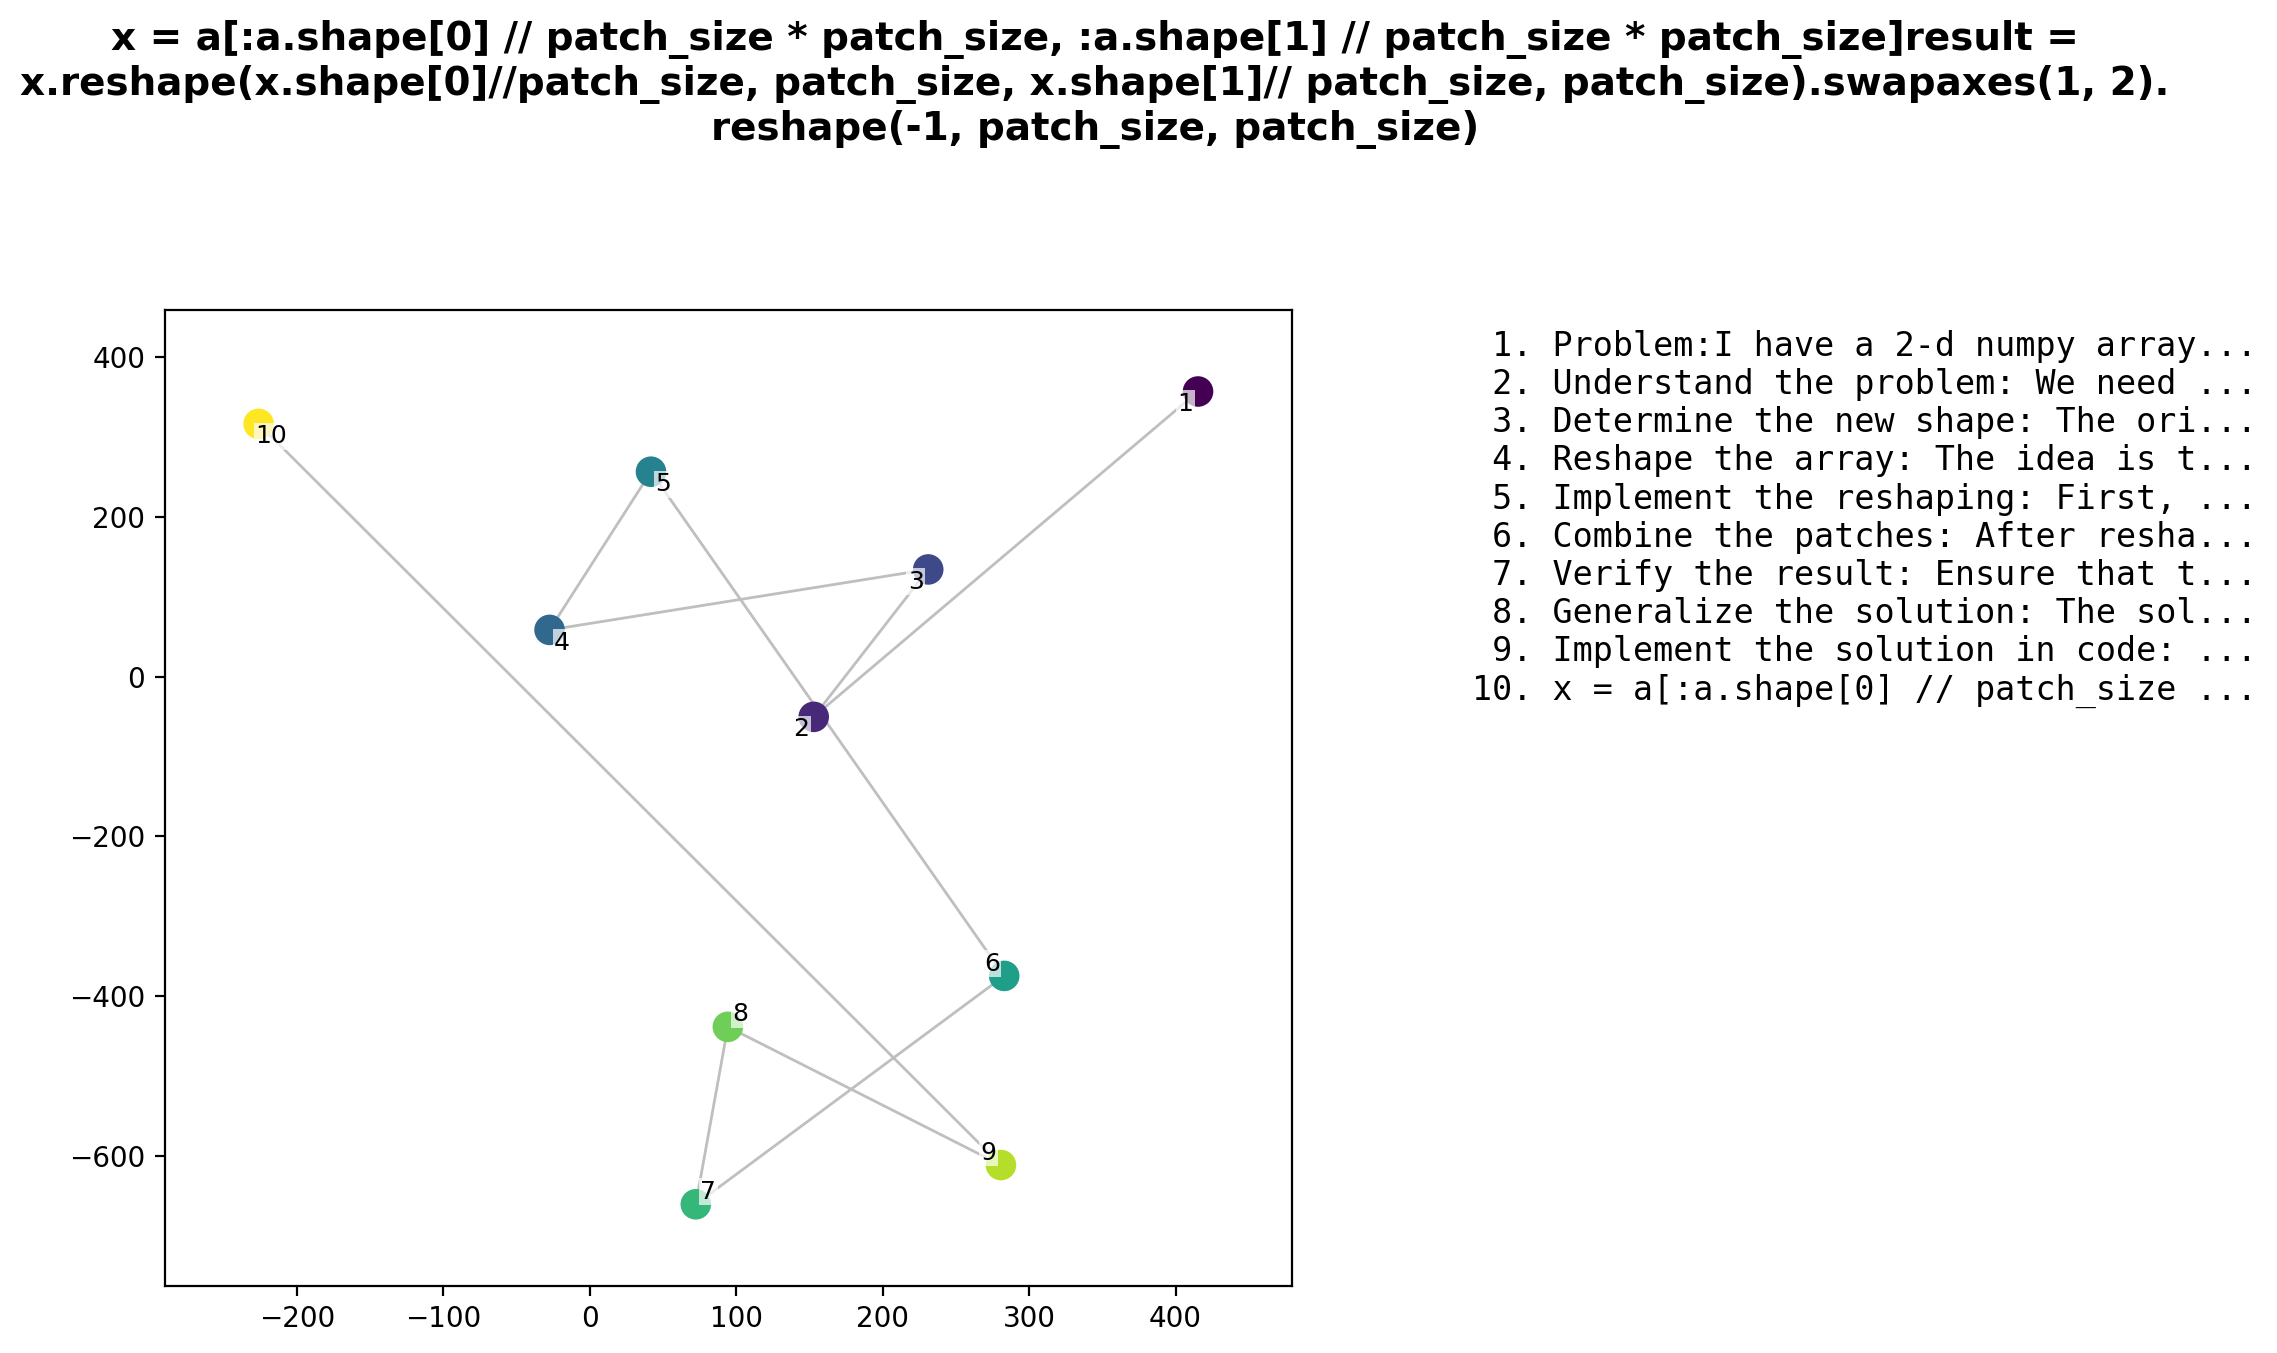 x = a[:a.shape[0] // patch_size * patch_size, :a.shape[1] // patch_size * patch_size]result =
x.reshape(x.shape[0]//patch_size, patch_size, x.shape[1]// patch_size, patch_size).swapaxes(1, 2).
reshape(-1, patch_size, patch_size)
400
200
0
−200
−400
−600
−200
−100
0
100
200
300
400
1
2
3
4
5
6
7
8
9
10
1. Problem:I have a 2-d numpy array...
2. Understand the problem: We need ...
3. Determine the new shape: The ori...
4. Reshape the array: The idea is t...
5. Implement the reshaping: First, ...
6. Combine the patches: After resha...
7. Verify the result: Ensure that t...
8. Generalize the solution: The sol...
9. Implement the solution in code: ...
10. x = a[:a.shape[0] // patch_size ...